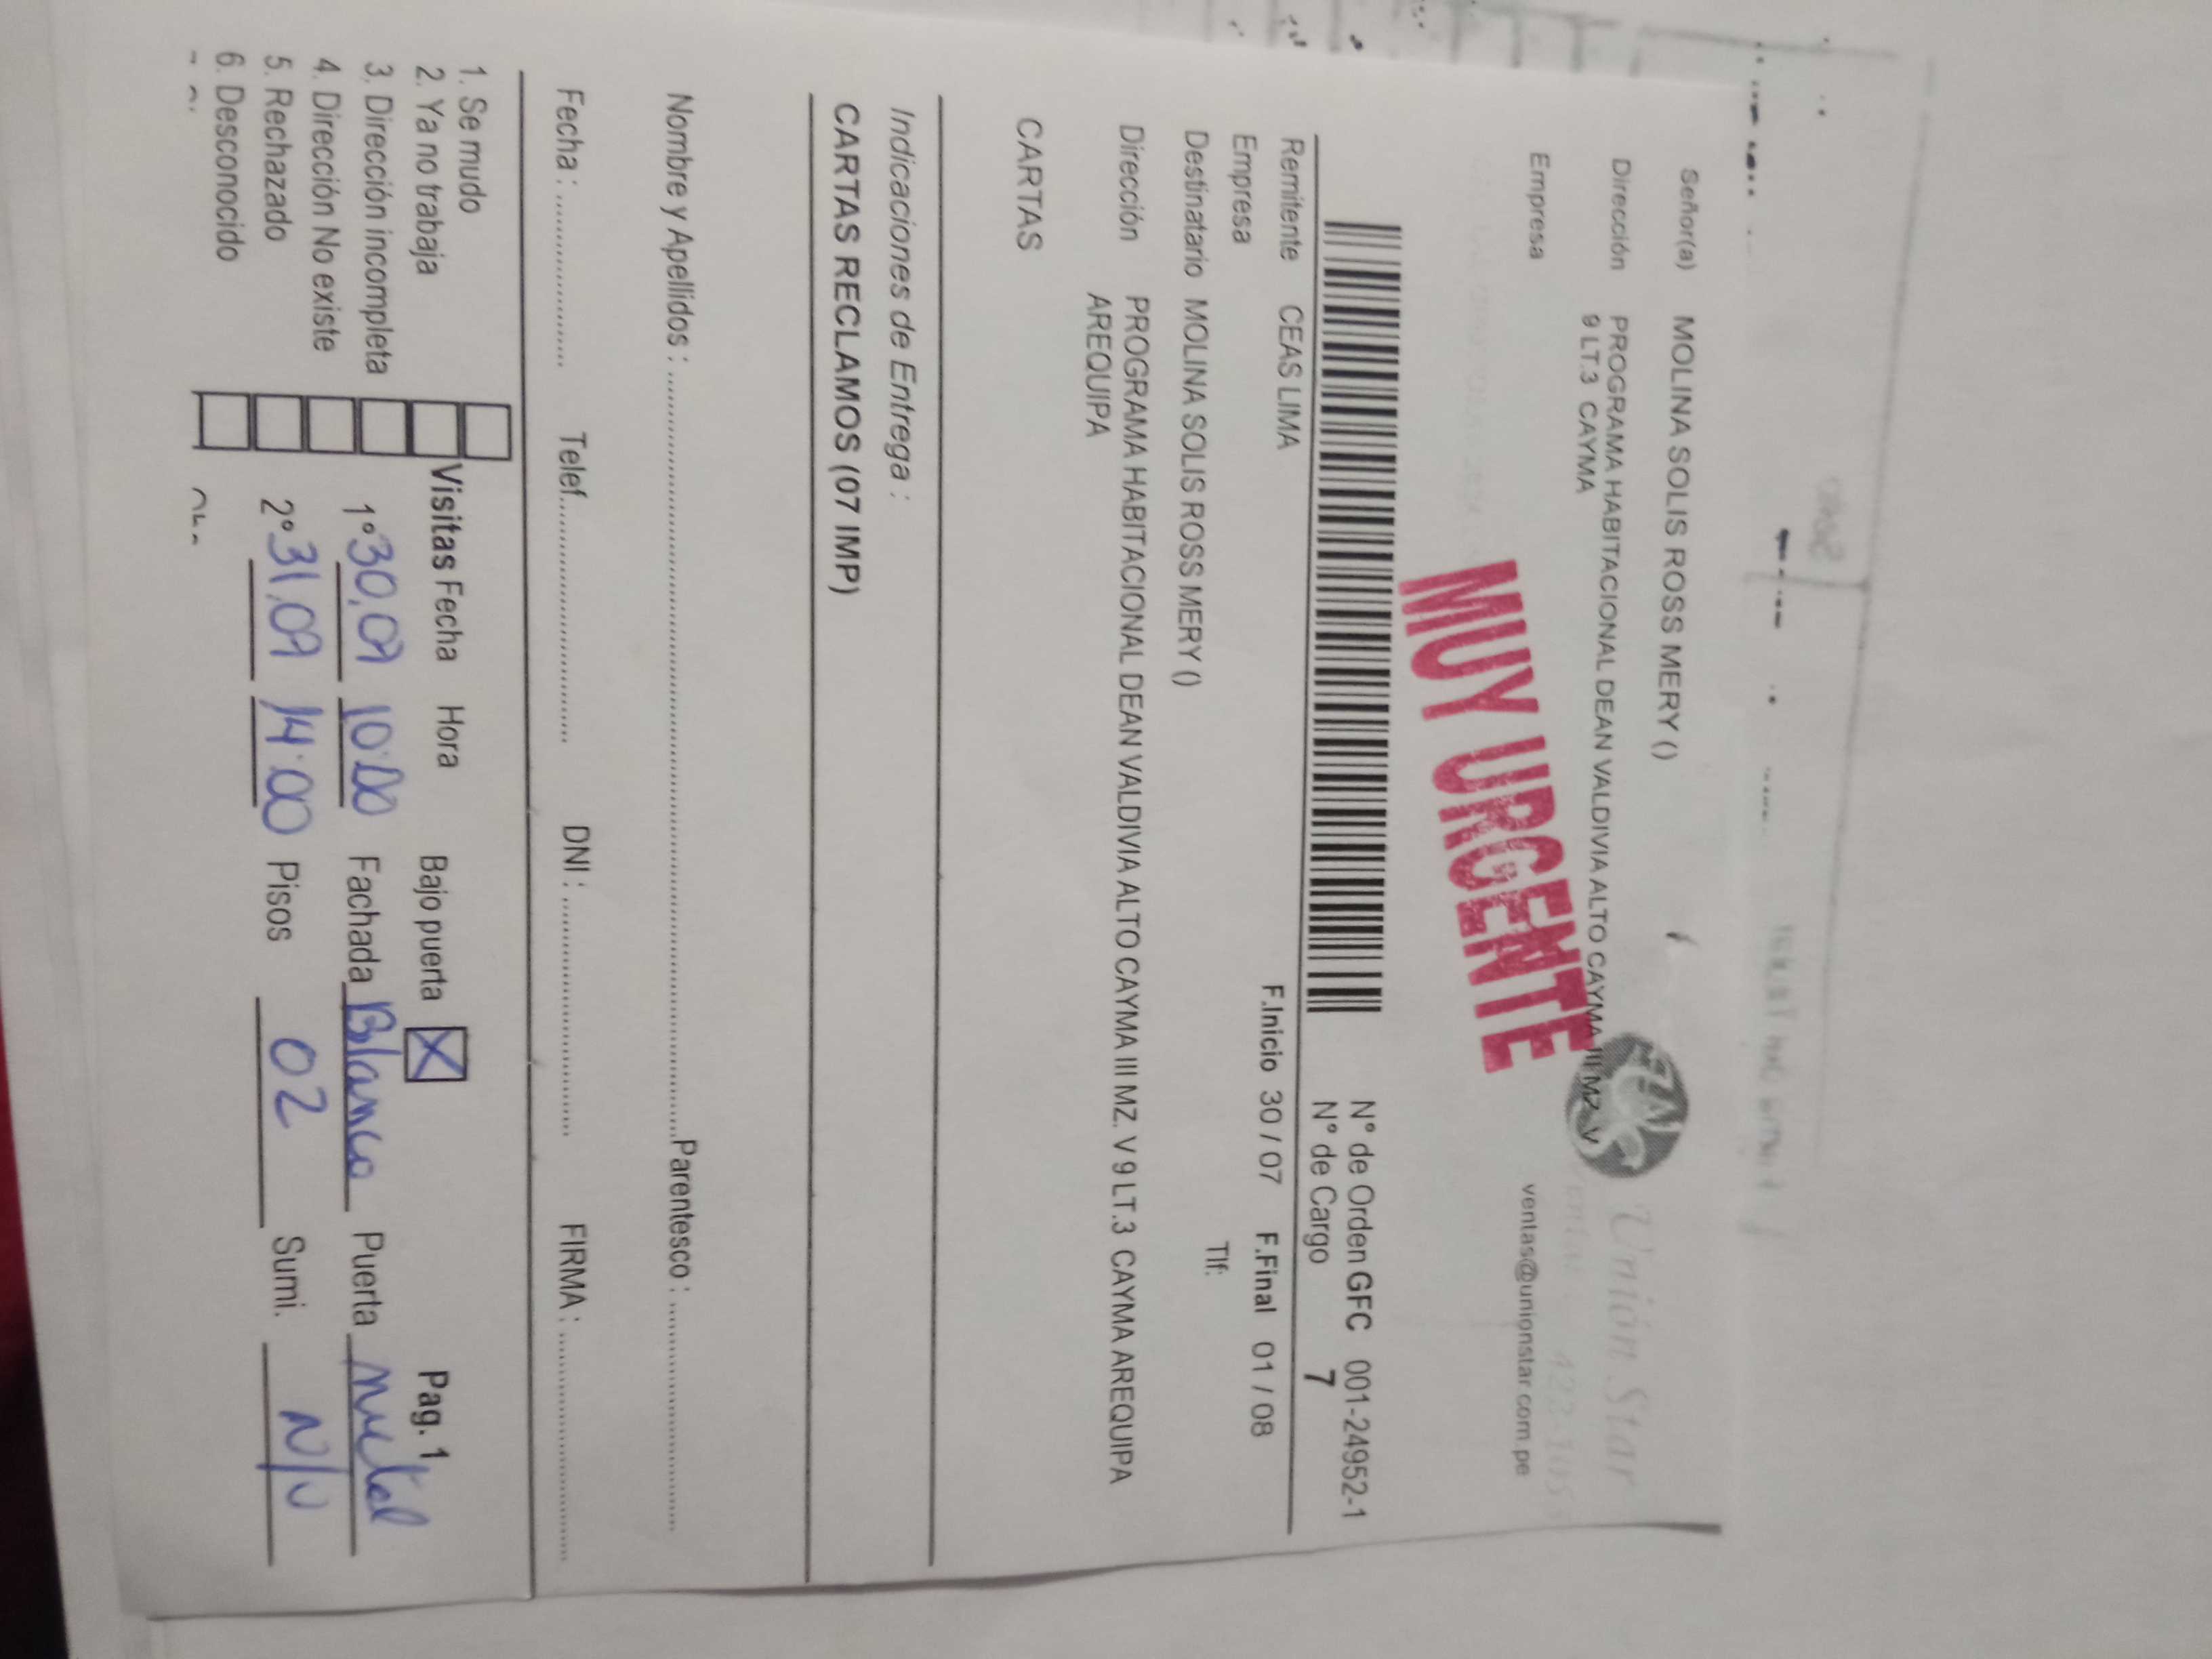 Señor(a) MOLINA SOLIS ROSS MERY ()
Dirección PROGRAMA HABITACIONAL DEAN VALDIVIA ALTO CAYMA III MZ. V
9 LT.3 CAYMA
Empresa
Unión Star
ventas@unionstar.com.pe
MUY URGENTE
N° de Orden GFC 001-24952-1
N° de Cargo 7
Remitente CEAS LIMA
F.Inicio 30 / 07 F.Final 01 / 08
Empresa
Tlf:
Destinatario MOLINA SOLIS ROSS MERY ()
Dirección PROGRAMA HABITACIONAL DEAN VALDIVIA ALTO CAYMA III MZ. V 9 LT.3 CAYMA AREQUIPA
AREQUIPA
CARTAS
Indicaciones de Entrega :
CARTAS RECLAMOS (07 IMP)
Nombre y Apellidos : ........ Parentesco : ........
Fecha : ........ Telef. ........ DNI : ........ FIRMA : ........
1. Se mudo
2. Ya no trabaja
3. Dirección incompleta
4. Dirección No existe
5. Rechazado
6. Desconocido
Visitas Fecha Hora Bajo puerta X Pag. 1
1° 30,07 10:00 Fachada Blanco Puerta metal
2° 31,07 14:00 Pisos 02 Sumi. N/V